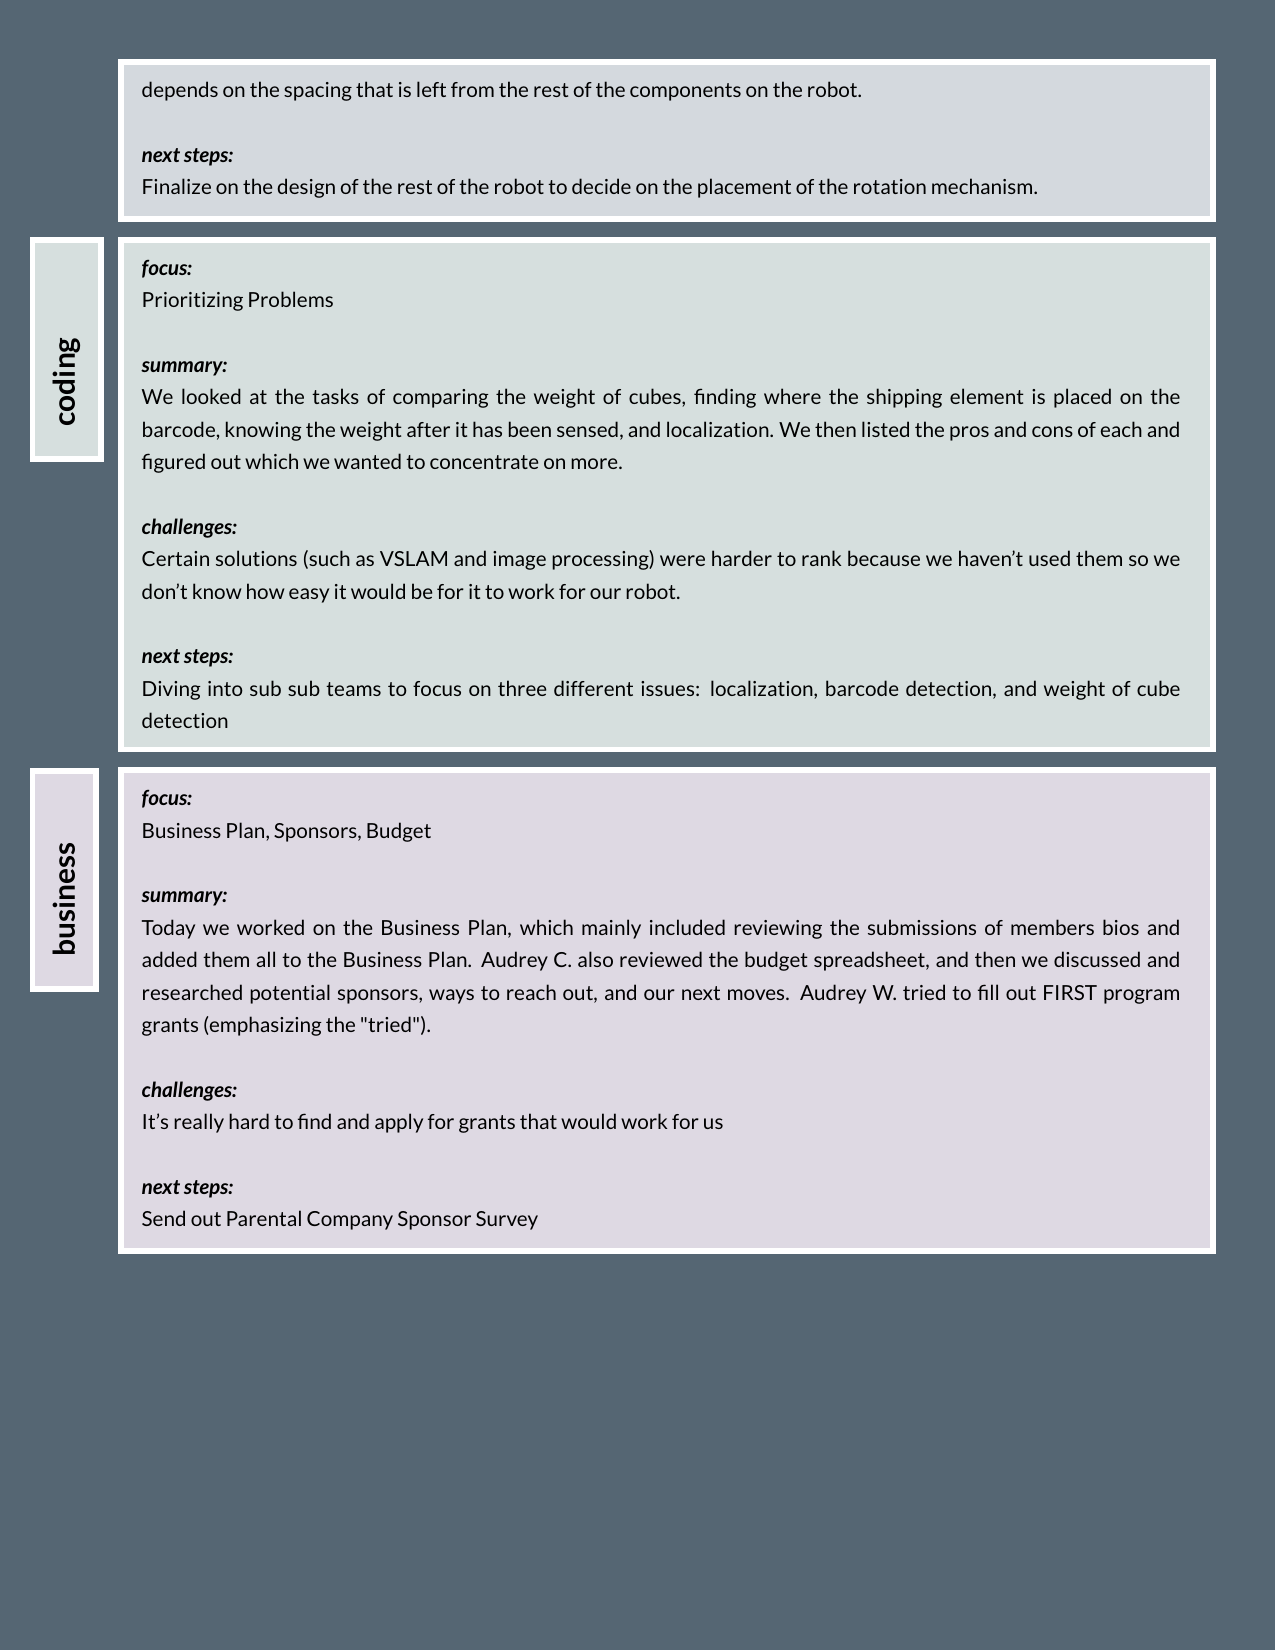 depends on the spacing that is left from the rest of the components on the robot.
next steps:
Finalize on the design of the rest of the robot to decide on the placement of the rotation mechanism.
coding
focus:
Prioritizing Problems
summary:
We looked at the tasks of comparing the weight of cubes, finding where the shipping element is placed on the
barcode, knowing the weight after it has been sensed, and localization. We then listed the pros and cons of each and
figured out which we wanted to concentrate on more.
challenges:
Certain solutions (such as VSLAM and image processing) were harder to rank because we haven’t used them so we
don’t know how easy it would be for it to work for our robot.
next steps:
Diving into sub sub teams to focus on three different issues: localization, barcode detection, and weight of cube
detection
business
focus:
Business Plan, Sponsors, Budget
summary:
Today we worked on the Business Plan, which mainly included reviewing the submissions of members bios and
added them all to the Business Plan. Audrey C. also reviewed the budget spreadsheet, and then we discussed and
researched potential sponsors, ways to reach out, and our next moves. Audrey W. tried to fill out FIRST program
grants (emphasizing the "tried").
challenges:
It’s really hard to find and apply for grants that would work for us
next steps:
Send out Parental Company Sponsor Survey